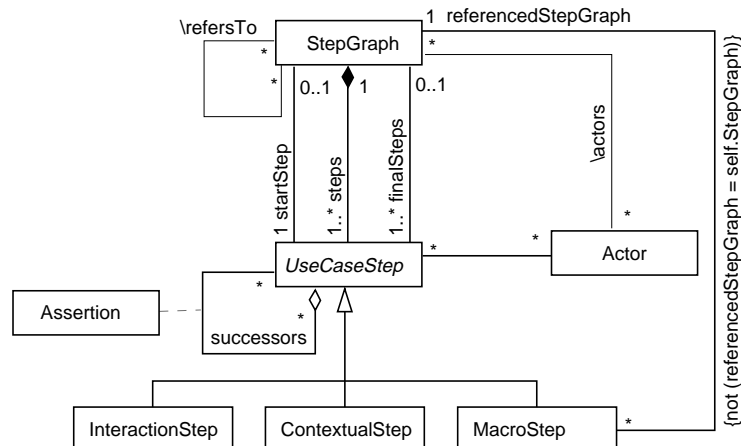 1 referencedStepGraph
\refersTo
StepGraph
*
*
*
0..1
1
0..1
1 startStep
1..* steps
1..* finalSteps
\actors
{not (referencedStepGraph = self.StepGraph)}
*
UseCaseStep
*
*
Actor
*
Assertion
*
successors
InteractionStep
ContextualStep
MacroStep
*